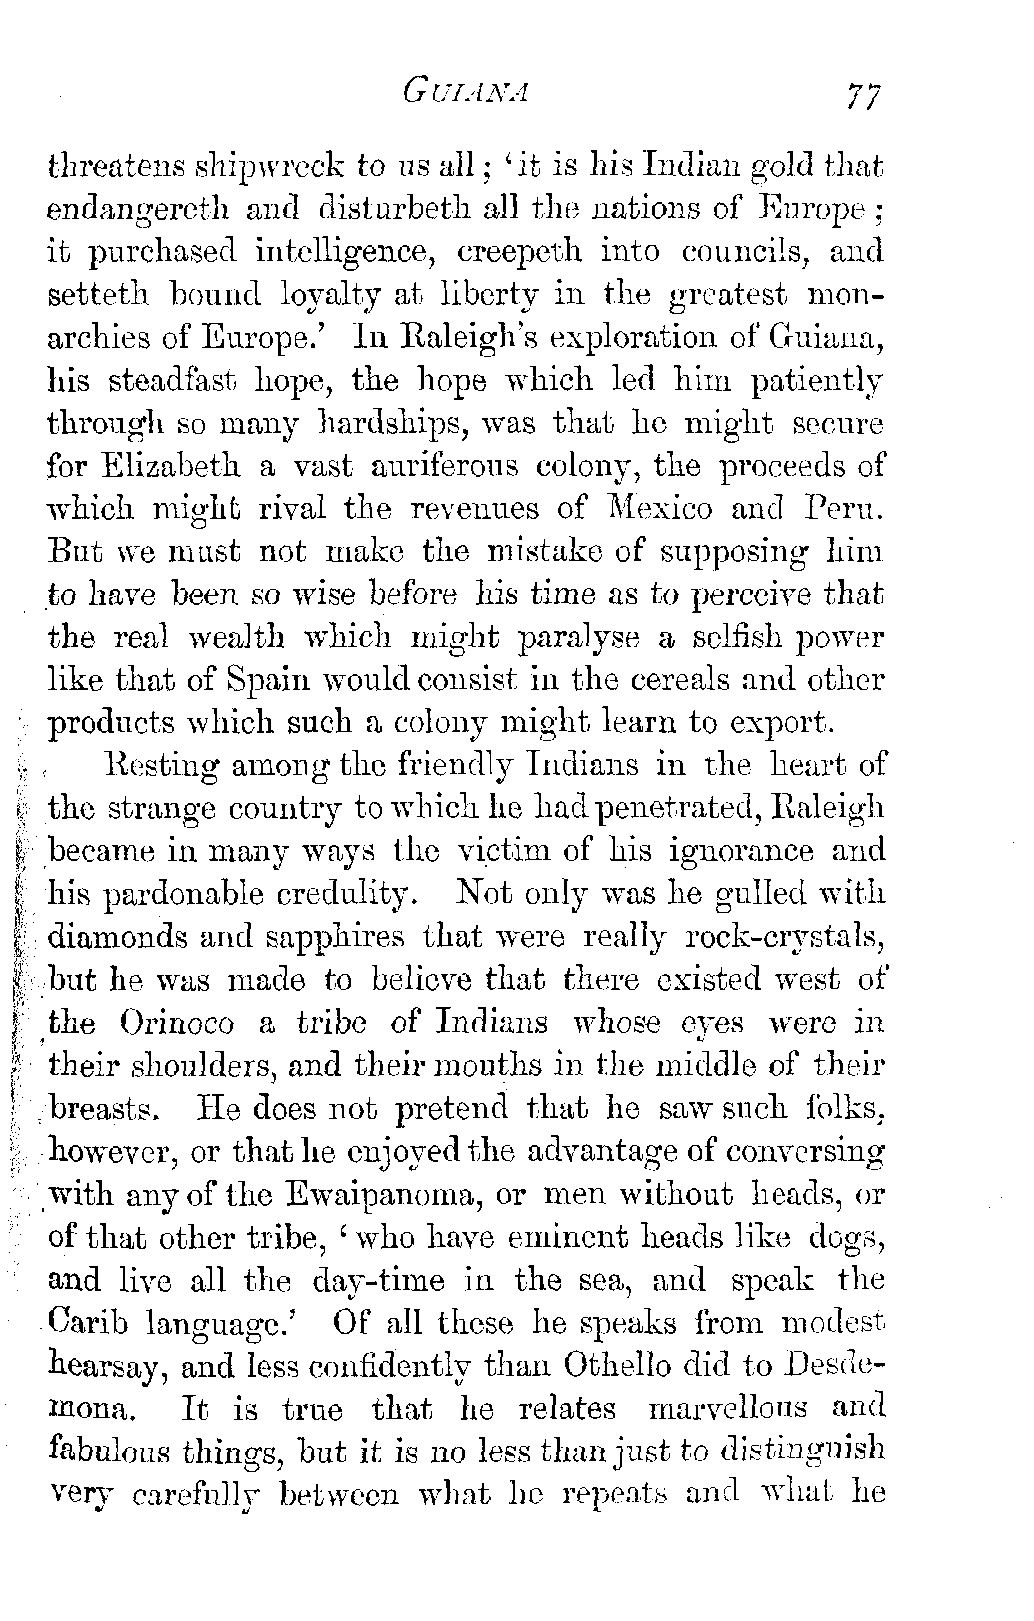 GUIANA 77
threatens shipwreck to us all; ‘it is his Indian gold that
endangereth and disturbeth all the nations of Europe;
it purchased intelligence, creepeth into councils, and
setteth bound loyalty at liberty in the greatest mon-
archies of Europe.’ In Raleigh’s exploration of Guiana,
his steadfast hope, the hope which led him patiently
through so many hardships, was that he might secure
for Elizabeth a vast auriferous colony, the proceeds of
which might rival the revenues of Mexico and Peru.
But we must not make the mistake of supposing him
to have been so wise before his time as to perceive that
the real wealth which might paralyse a selfish power
like that of Spain would consist in the cereals and other
products which such a colony might learn to export.
Resting among the friendly Indians in the heart of
the strange country to which he had penetrated, Raleigh
became in many ways the victim of his ignorance and
his pardonable credulity. Not only was he gulled with
diamonds and sapphires that were really rock-crystals,
but he was made to believe that there existed west of
the Orinoco a tribe of Indians whose eyes were in
their shoulders, and their mouths in the middle of their
breasts. He does not pretend that he saw such folks,
however, or that he enjoyed the advantage of conversing
with any of the Ewaipanoma, or men without heads, or
of that other tribe, ‘who have eminent heads like dogs,
and live all the day-time in the sea, and speak the
Carib language.’ Of all these he speaks from modest
hearsay, and less confidently than Othello did to Desde-
mona. It is true that he relates marvellous and
fabulous things, but it is no less than just to distinguish
very carefully between what he repeats and what he